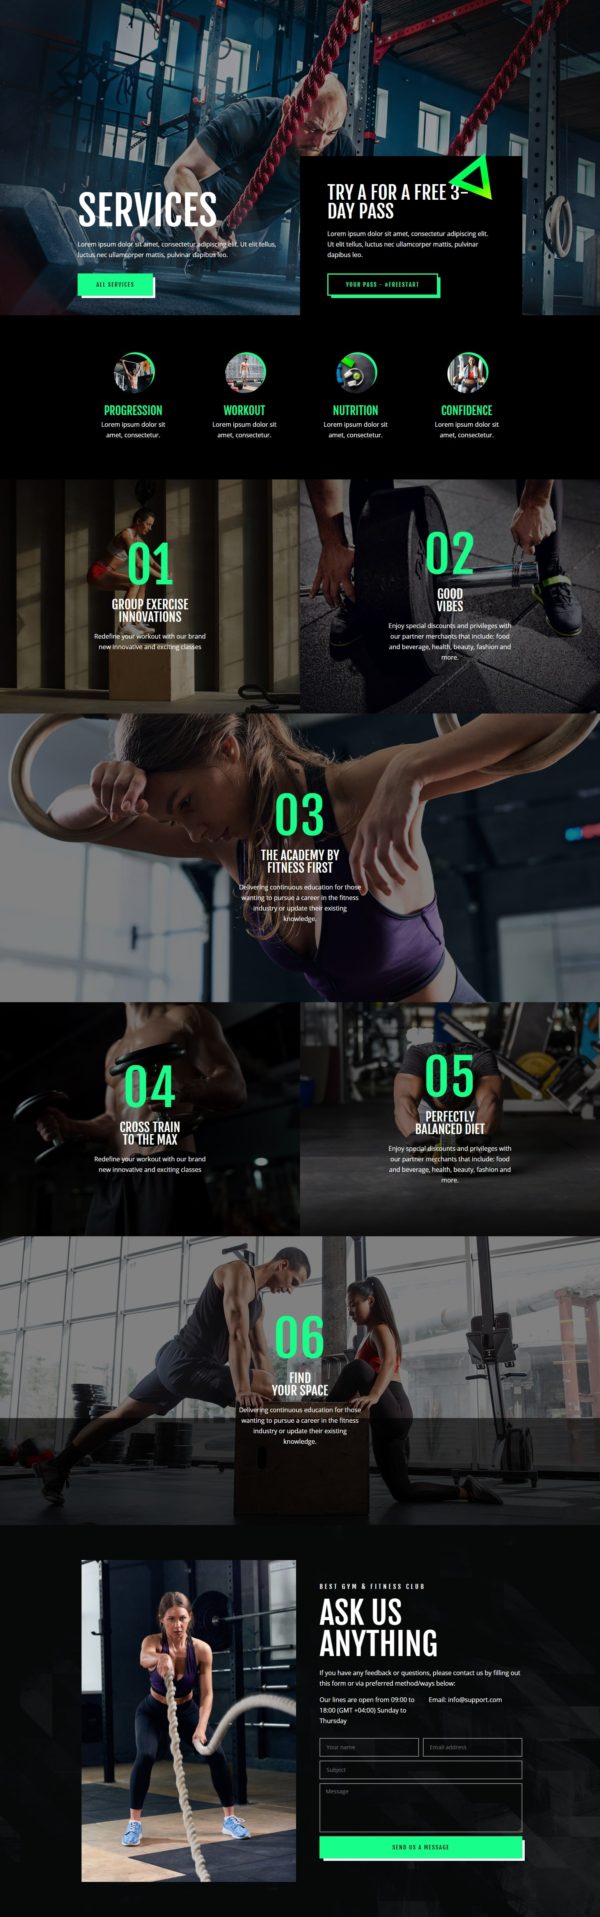 SERVICES
Lorem ipsum dolor sit amet, consectetur adipiscing elit. Ut elit tellus,
luctus nec ullamcorper mattis, pulvinar dapibus leo.
ALL SERVICES
TRY A FOR A FREE 3-
DAY PASS
Lorem ipsum dolor sit amet, consectetur adipiscing elit.
Ut elit tellus, luctus nec ullamcorper mattis, pulvinar
dapibus leo.
YOUR PASS - #FREESTART
PROGRESSION
Lorem ipsum dolor sit
amet, consectetur.
WORKOUT
Lorem ipsum dolor sit
amet, consectetur.
NUTRITION
Lorem ipsum dolor sit
amet, consectetur.
CONFIDENCE
Lorem ipsum dolor sit
amet, consectetur.
01
GROUP EXERCISE
INNOVATIONS
Redefine your workout with our brand
new innovative and exciting classes
02
GOOD
VIBES
Enjoy special discounts and privileges with
our partner merchants that include: food
and beverage, health, beauty, fashion and
more.
03
THE ACADEMY BY
FITNESS FIRST
Delivering continuous education for those
wanting to pursue a career in the fitness
industry or update their existing
knowledge.
04
CROSS TRAIN
TO THE MAX
Redefine your workout with our brand
new innovative and exciting classes
05
PERFECTLY
BALANCED DIET
Enjoy special discounts and privileges with
our partner merchants that include: food
and beverage, health, beauty, fashion and
more.
06
FIND
YOUR SPACE
Delivering continuous education for those
wanting to pursue a career in the fitness
industry or update their existing
knowledge.
BEST GYM & FITNESS CLUB
ASK US
ANYTHING
If you have any feedback or questions, please contact us by filling out
this form or via preferred method/ways below:
Our lines are open from 09:00 to
18:00 (GMT +04:00) Sunday to
Thursday
Email: info@support.com
Your name
Email address
Subject
Message
SEND US A MESSAGE